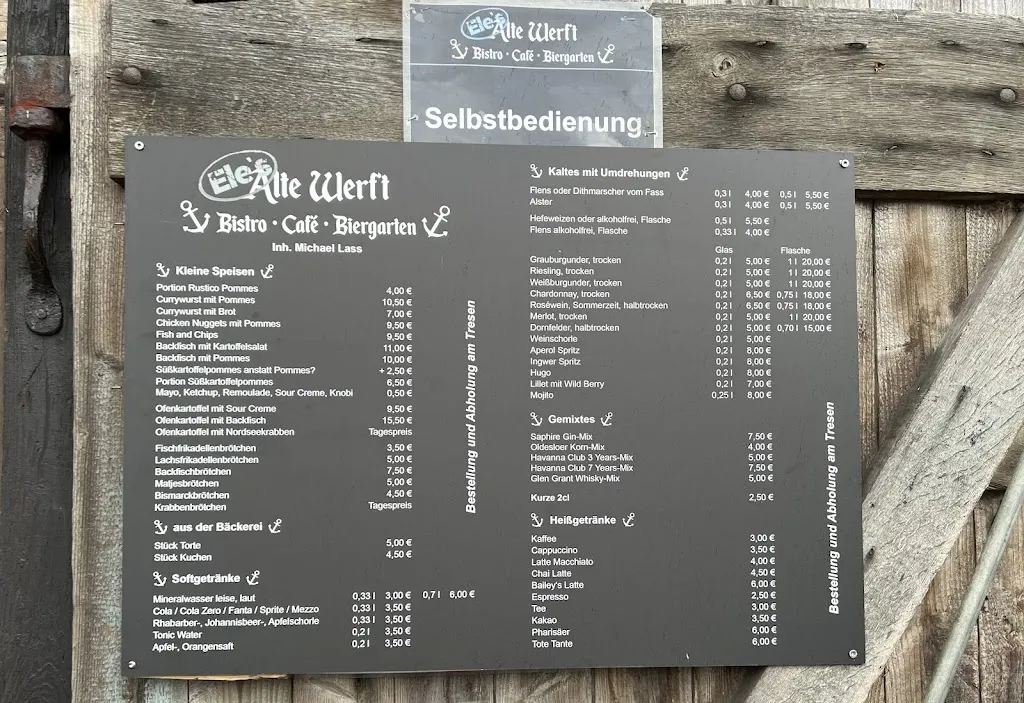 Ele's Alte Werft
Bistro · Café · Biergarten
Selbstbedienung
Ele's Alte Werft
Bistro · Café · Biergarten
Inh. Michael Lass
Kleine Speisen
Portion Rustico Pommes 4,00 €
Currywurst mit Pommes 10,50 €
Currywurst mit Brot 7,00 €
Chicken Nuggets mit Pommes 9,50 €
Fish and Chips 9,50 €
Backfisch mit Kartoffelsalat 11,00 €
Backfisch mit Pommes 10,00 €
Süßkartoffelpommes anstatt Pommes? + 2,50 €
Portion Süßkartoffelpommes 6,50 €
Mayo, Ketchup, Remoulade, Sour Creme, Knobi 0,50 €
Ofenkartoffel mit Sour Creme 9,50 €
Ofenkartoffel mit Backfisch 15,50 €
Ofenkartoffel mit Nordseekrabben Tagespreis
Fischfrikadellenbrötchen 3,50 €
Lachsfrikadellenbrötchen 5,00 €
Backfischbrötchen 7,50 €
Matjesbrötchen 5,00 €
Bismarckbrötchen 4,50 €
Krabbenbrötchen Tagespreis
aus der Bäckerei
Stück Torte 5,00 €
Stück Kuchen 4,50 €
Softgetränke
Mineralwasser leise, laut 0,33 l 3,00 € 0,7 l 6,00 €
Cola / Cola Zero / Fanta / Sprite / Mezzo 0,33 l 3,50 €
Rhabarber-, Johannisbeer-, Apfelschorle 0,33 l 3,50 €
Tonic Water 0,2 l 3,50 €
Apfel-, Orangensaft 0,2 l 3,50 €
Bestellung und Abholung am Tresen
Kaltes mit Umdrehungen
Flens oder Dithmarscher vom Fass 0,3 l 4,00 € 0,5 l 5,50 €
Alster 0,3 l 4,00 € 0,5 l 5,50 €
Hefeweizen oder alkoholfrei, Flasche 0,5 l 5,50 €
Flens alkoholfrei, Flasche 0,33 l 4,00 €
Glas Flasche
Grauburgunder, trocken 0,2 l 5,00 € 1 l 20,00 €
Riesling, trocken 0,2 l 5,00 € 1 l 20,00 €
Weißburgunder, trocken 0,2 l 5,00 € 1 l 20,00 €
Chardonnay, trocken 0,2 l 6,50 € 0,75 l 18,00 €
Roséwein, Sommerzeit, halbtrocken 0,2 l 6,50 € 0,75 l 18,00 €
Merlot, trocken 0,2 l 5,00 € 1 l 20,00 €
Dornfelder, halbtrocken 0,2 l 5,00 € 0,70 l 15,00 €
Weinschorle 0,2 l 5,00 €
Aperol Spritz 0,2 l 8,00 €
Ingwer Spritz 0,2 l 8,00 €
Hugo 0,2 l 8,00 €
Lillet mit Wild Berry 0,2 l 7,00 €
Mojito 0,25 l 8,00 €
Gemixtes
Saphire Gin-Mix 7,50 €
Oldesloer Korn-Mix 4,00 €
Havanna Club 3 Years-Mix 5,00 €
Havanna Club 7 Years-Mix 7,50 €
Glen Grant Whisky-Mix 5,00 €
Kurze 2cl 2,50 €
Heißgetränke
Kaffee 3,00 €
Cappuccino 3,50 €
Latte Macchiato 4,00 €
Chai Latte 4,50 €
Bailey's Latte 6,00 €
Espresso 2,50 €
Tee 3,00 €
Kakao 3,50 €
Pharisäer 6,00 €
Tote Tante 6,00 €
Bestellung und Abholung am Tresen